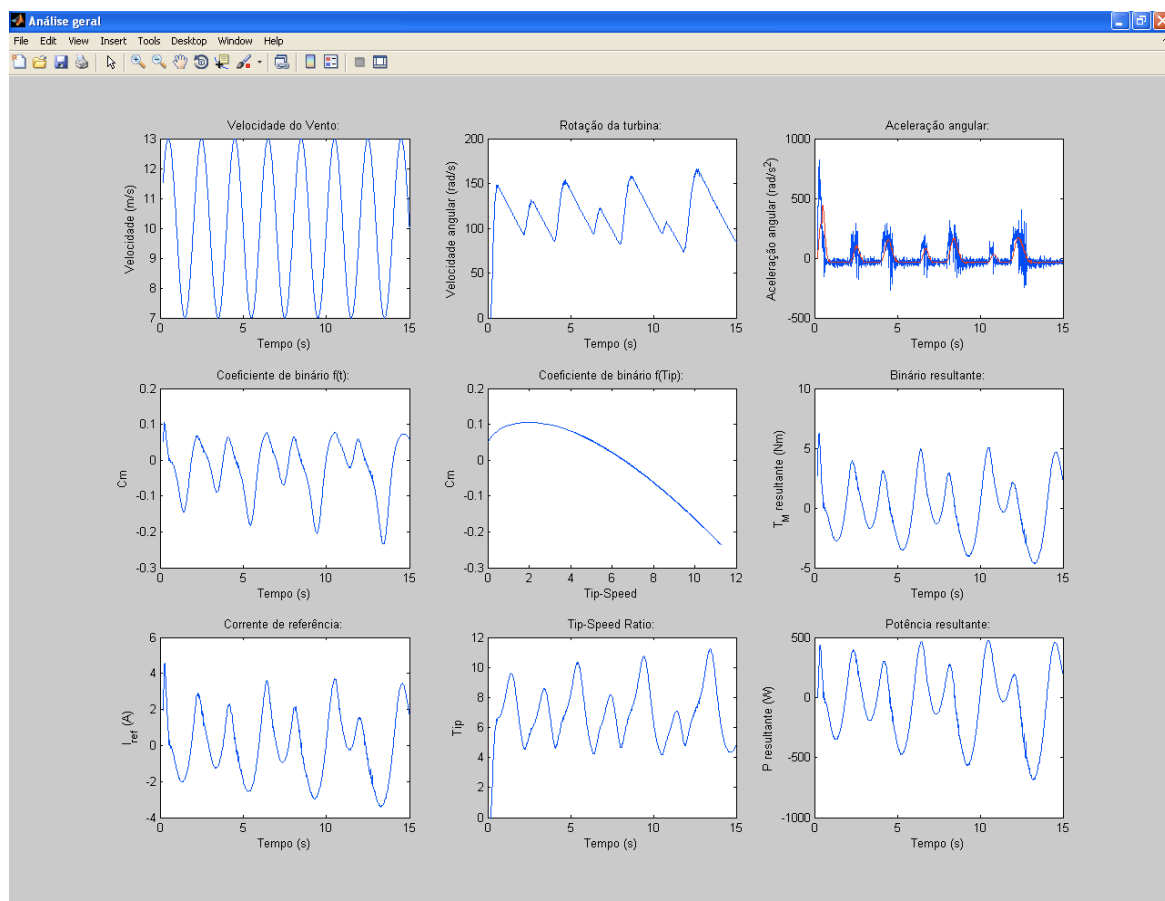 Análise geral
File Edit View Insert Tools Desktop Window Help
Velocidade do Vento:
Velocidade (m/s)
13
12
11
10
9
8
7
0 5 10 15
Tempo (s)
Rotação da turbina:
Velocidade angular (rad/s)
200
150
100
50
0
0 5 10 15
Tempo (s)
Aceleração angular:
Aceleração angular (rad/s²)
1000
500
0
-500
0 5 10 15
Tempo (s)
Coeficiente de binário f(t):
Cm
0.2
0.1
0
-0.1
-0.2
-0.3
0 5 10 15
Tempo (s)
Coeficiente de binário f(Tip):
Cm
0.2
0.1
0
-0.1
-0.2
-0.3
0 2 4 6 8 10 12
Tip-Speed
Binário resultante:
T_M resultante (Nm)
10
5
0
-5
0 5 10 15
Tempo (s)
Corrente de referência:
I_ref (A)
6
4
2
0
-2
-4
0 5 10 15
Tempo (s)
Tip-Speed Ratio:
Tip
12
10
8
6
4
2
0
0 5 10 15
Tempo (s)
Potência resultante:
P resultante (W)
500
0
-500
-1000
0 5 10 15
Tempo (s)